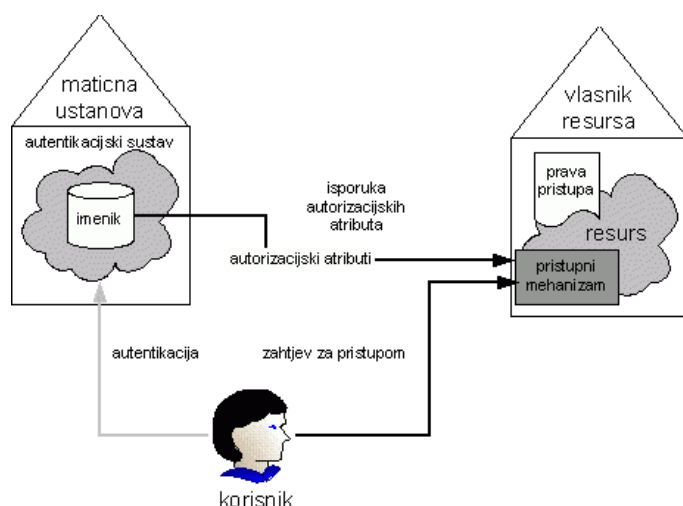 maticna
ustanova
autentikacijski sustav
imenik
vlasnik
resursa
prava
pristupa
resurs
pristupni
mehanizam
isporuka
autorizacijskih
atributa
autorizacijski atributi
autentikacija
zahtjev za pristupom
korisnik